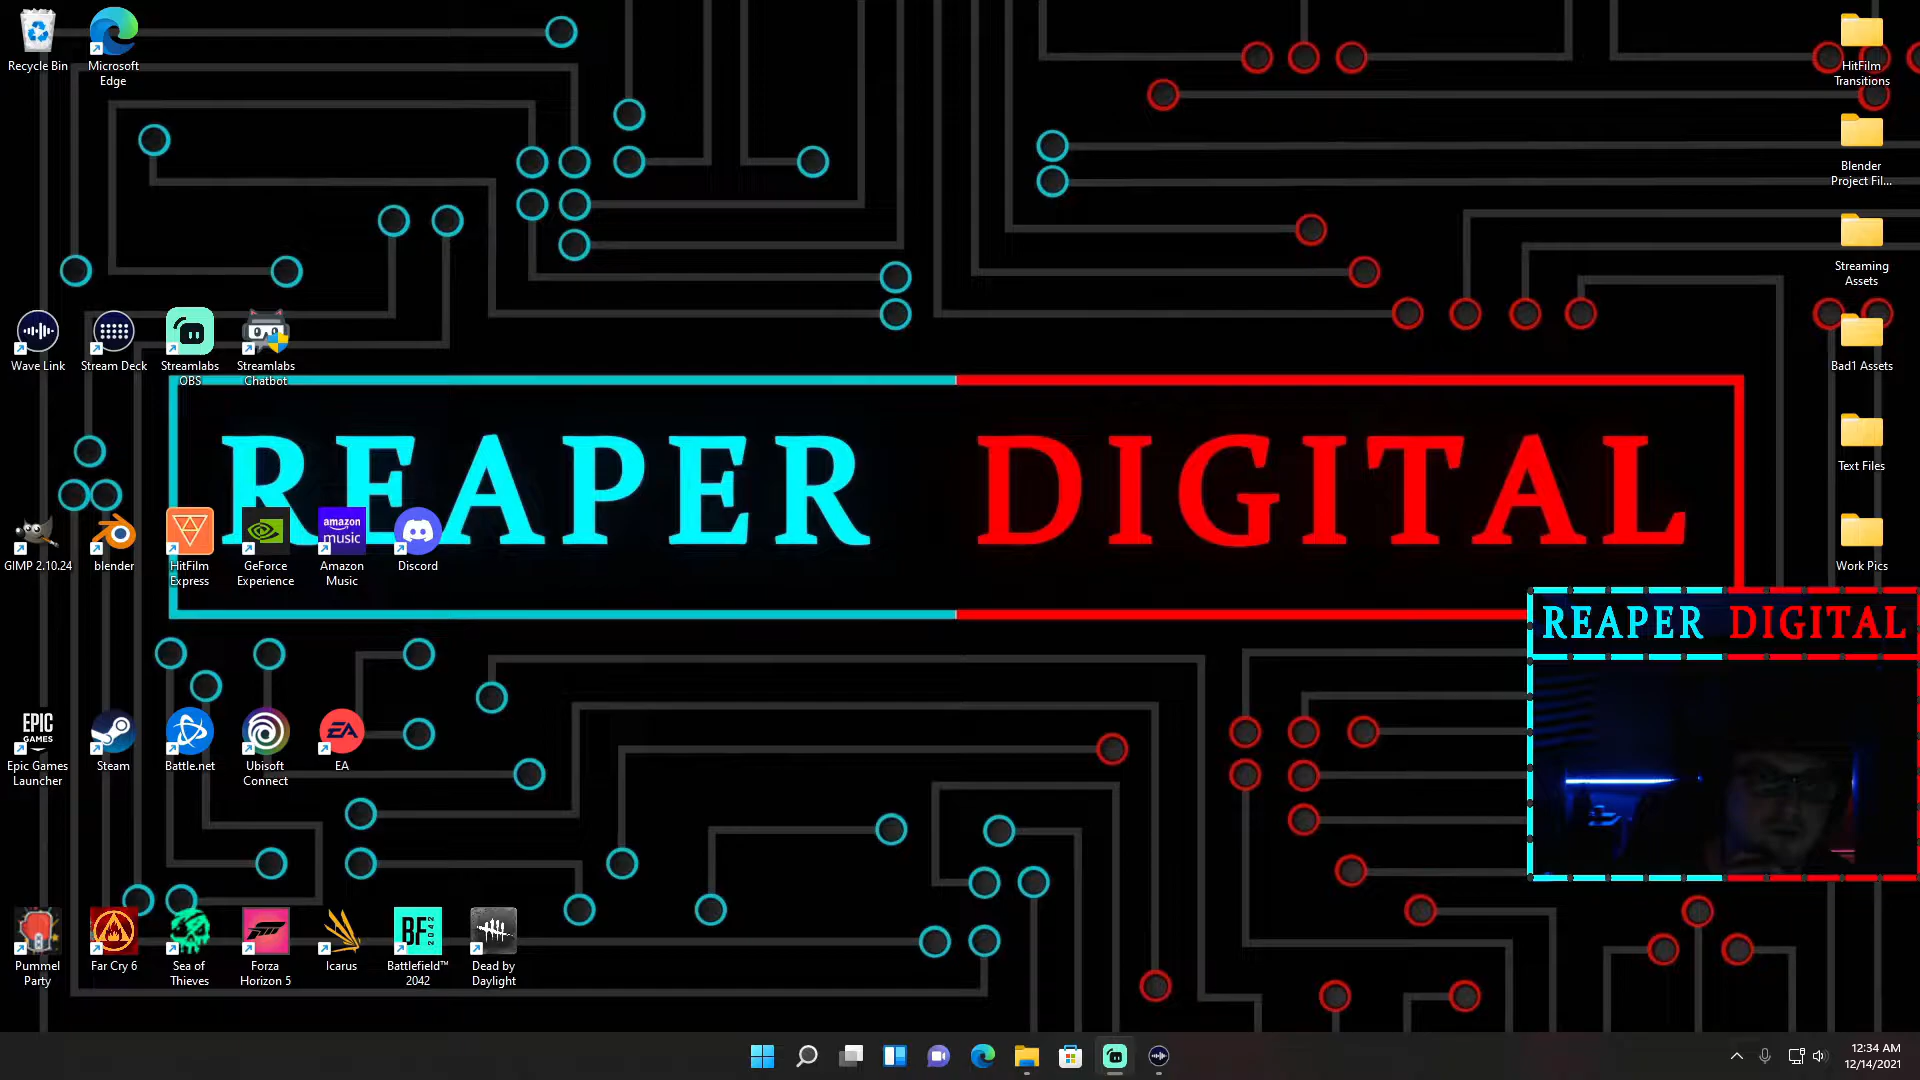 Recycle Bin
Microsoft
Edge
HitFilm
Transitions
Blender
Project Fil...
Streaming
Assets
Wave Link
Stream Deck
Streamlabs
OBS
Streamlabs
Chatbot
Bad1 Assets
REAPER DIGITAL
Text Files
amazon
music
GIMP 2.10.24
blender
HitFilm
Express
GeForce
Experience
Amazon
Music
Discord
Work Pics
REAPER DIGITAL
EPIC
GAMES
EA
Epic Games
Launcher
Steam
Battle.net
Ubisoft
Connect
EA
BF
2042
Pummel
Party
Far Cry 6
Sea of
Thieves
Forza
Horizon 5
Icarus
Battlefield™
2042
Dead by
Daylight
12:34 AM
12/14/2021